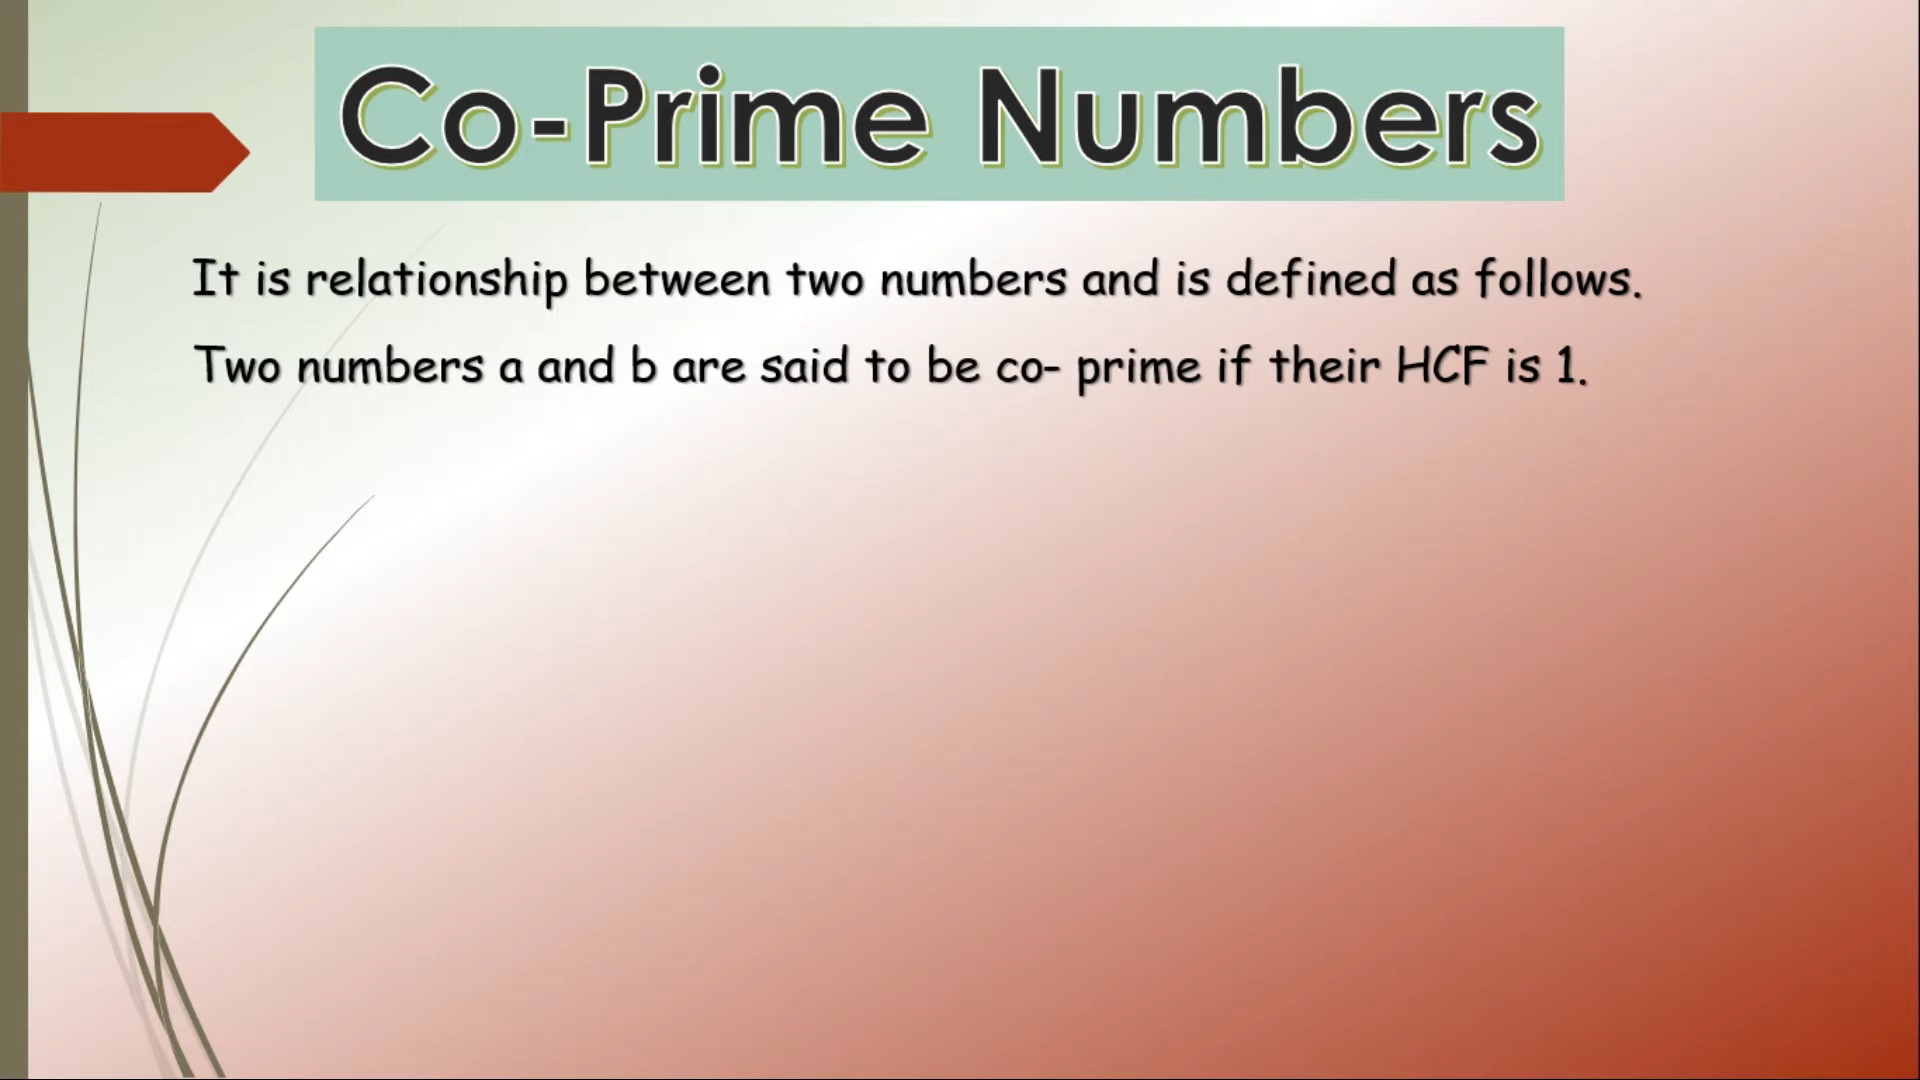 Co-Prime Numbers
It is relationship between two numbers and is defined as follows.
Two numbers a and b are said to be co- prime if their HCF is 1.